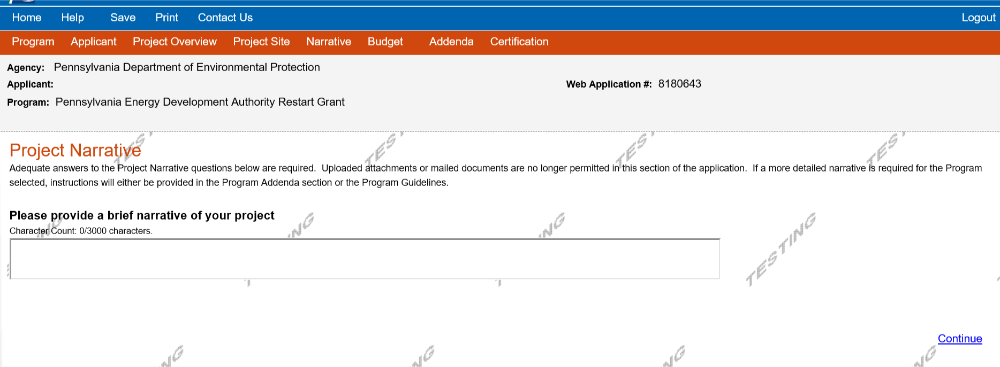 Home Help Save Print Contact Us Logout
Program Applicant Project Overview Project Site Narrative Budget Addenda Certification
Agency: Pennsylvania Department of Environmental Protection
Applicant: Web Application #: 8180643
Program: Pennsylvania Energy Development Authority Restart Grant
Project Narrative
Adequate answers to the Project Narrative questions below are required. Uploaded attachments or mailed documents are no longer permitted in this section of the application. If a more detailed narrative is required for the Program
selected, instructions will either be provided in the Program Addenda section or the Program Guidelines.
Please provide a brief narrative of your project
Character Count: 0/3000 characters.
TESTING
Continue